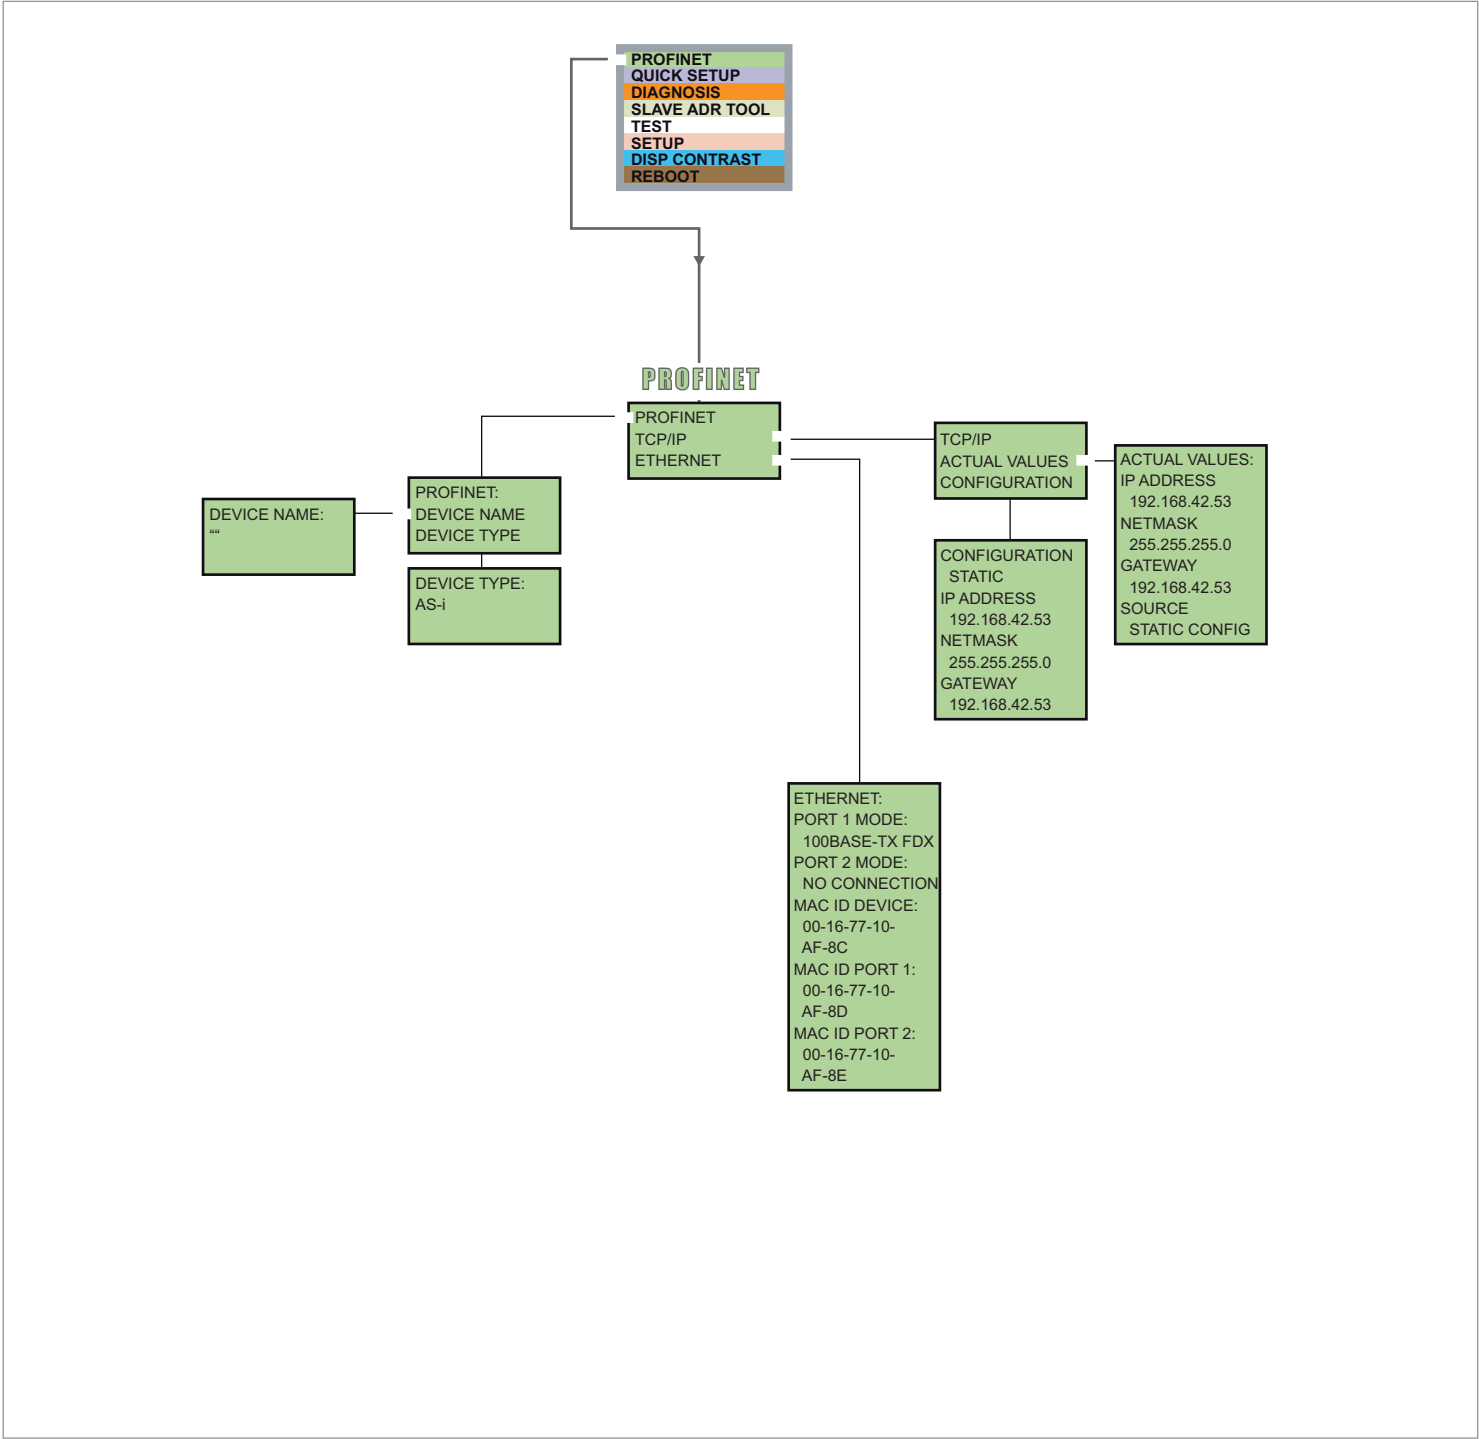 PROFINET
QUICK SETUP
DIAGNOSIS
SLAVE ADR TOOL
TEST
SETUP
DISP CONTRAST
REBOOT
PROFINET
PROFINET
TCP/IP
ETHERNET
DEVICE NAME:
““
PROFINET:
DEVICE NAME
DEVICE TYPE
DEVICE TYPE:
AS-i
TCP/IP
ACTUAL VALUES
CONFIGURATION
ACTUAL VALUES:
IP ADDRESS
192.168.42.53
NETMASK
255.255.255.0
GATEWAY
192.168.42.53
SOURCE
STATIC CONFIG
CONFIGURATION
STATIC
IP ADDRESS
192.168.42.53
NETMASK
255.255.255.0
GATEWAY
192.168.42.53
ETHERNET:
PORT 1 MODE:
100BASE-TX FDX
PORT 2 MODE:
NO CONNECTION
MAC ID DEVICE:
00-16-77-10-
AF-8C
MAC ID PORT 1:
00-16-77-10-
AF-8D
MAC ID PORT 2:
00-16-77-10-
AF-8E